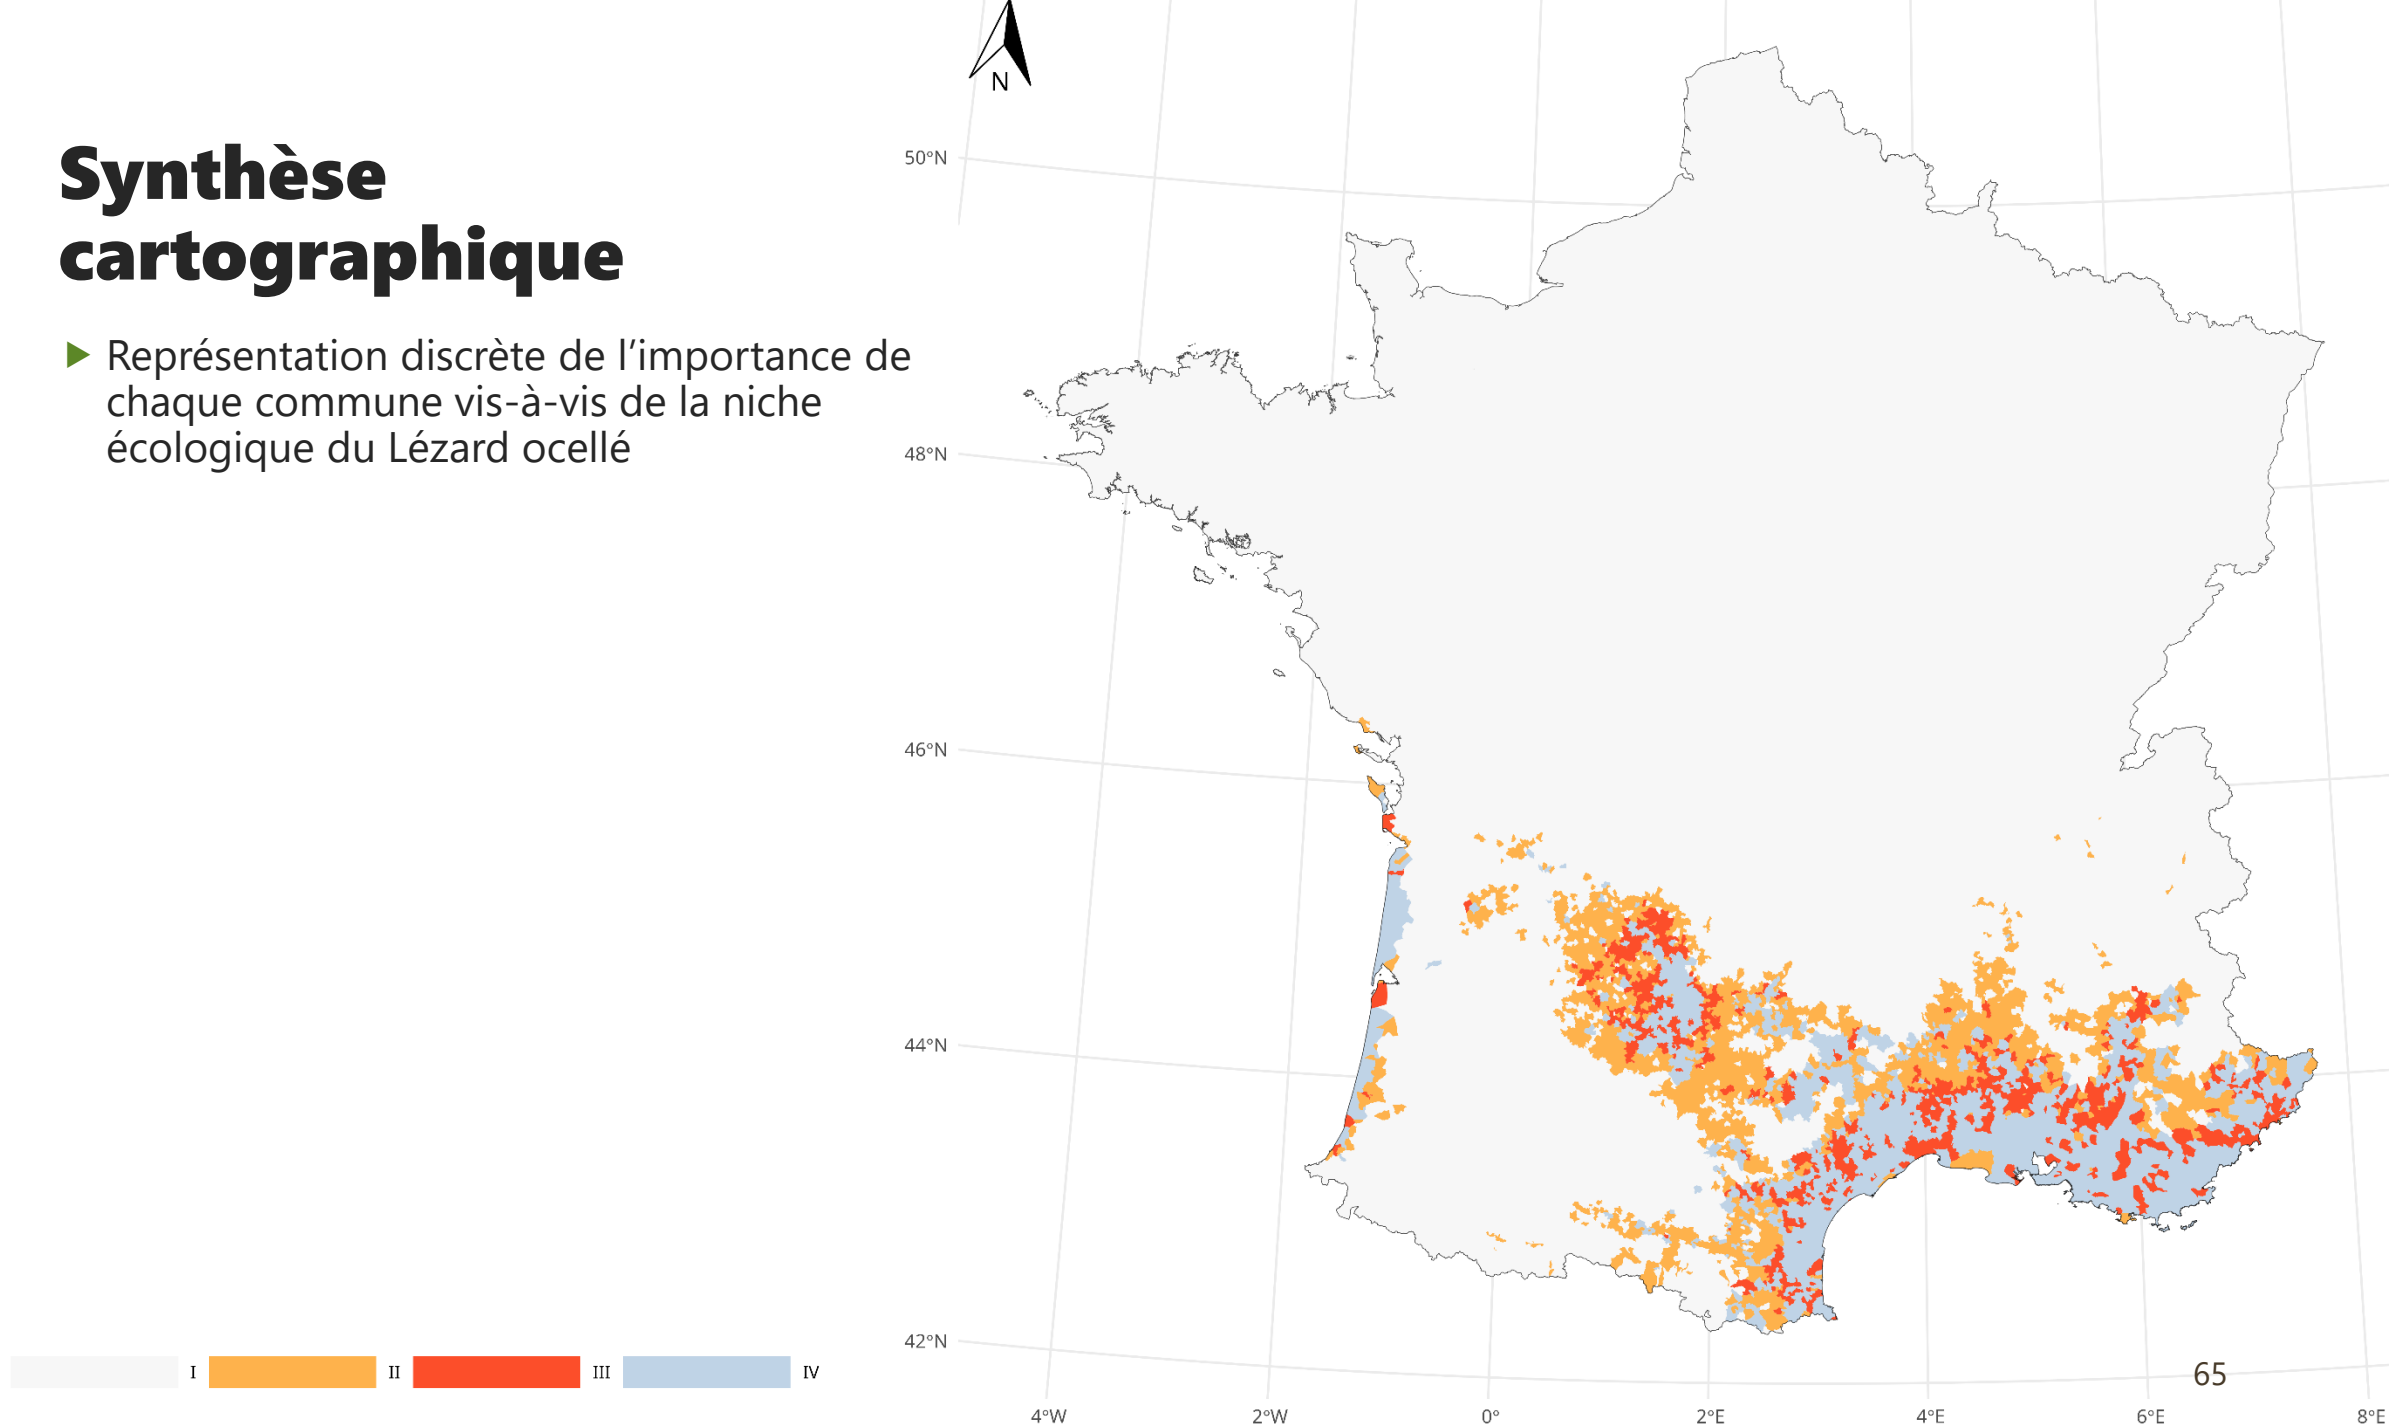 N
Synthèse
cartographique
Représentation discrète de l’importance de
chaque commune vis-à-vis de la niche
écologique du Lézard ocellé
50°N
48°N
46°N
44°N
42°N
I II III IV
65
4°W 2°W 0° 2°E 4°E 6°E 8°E